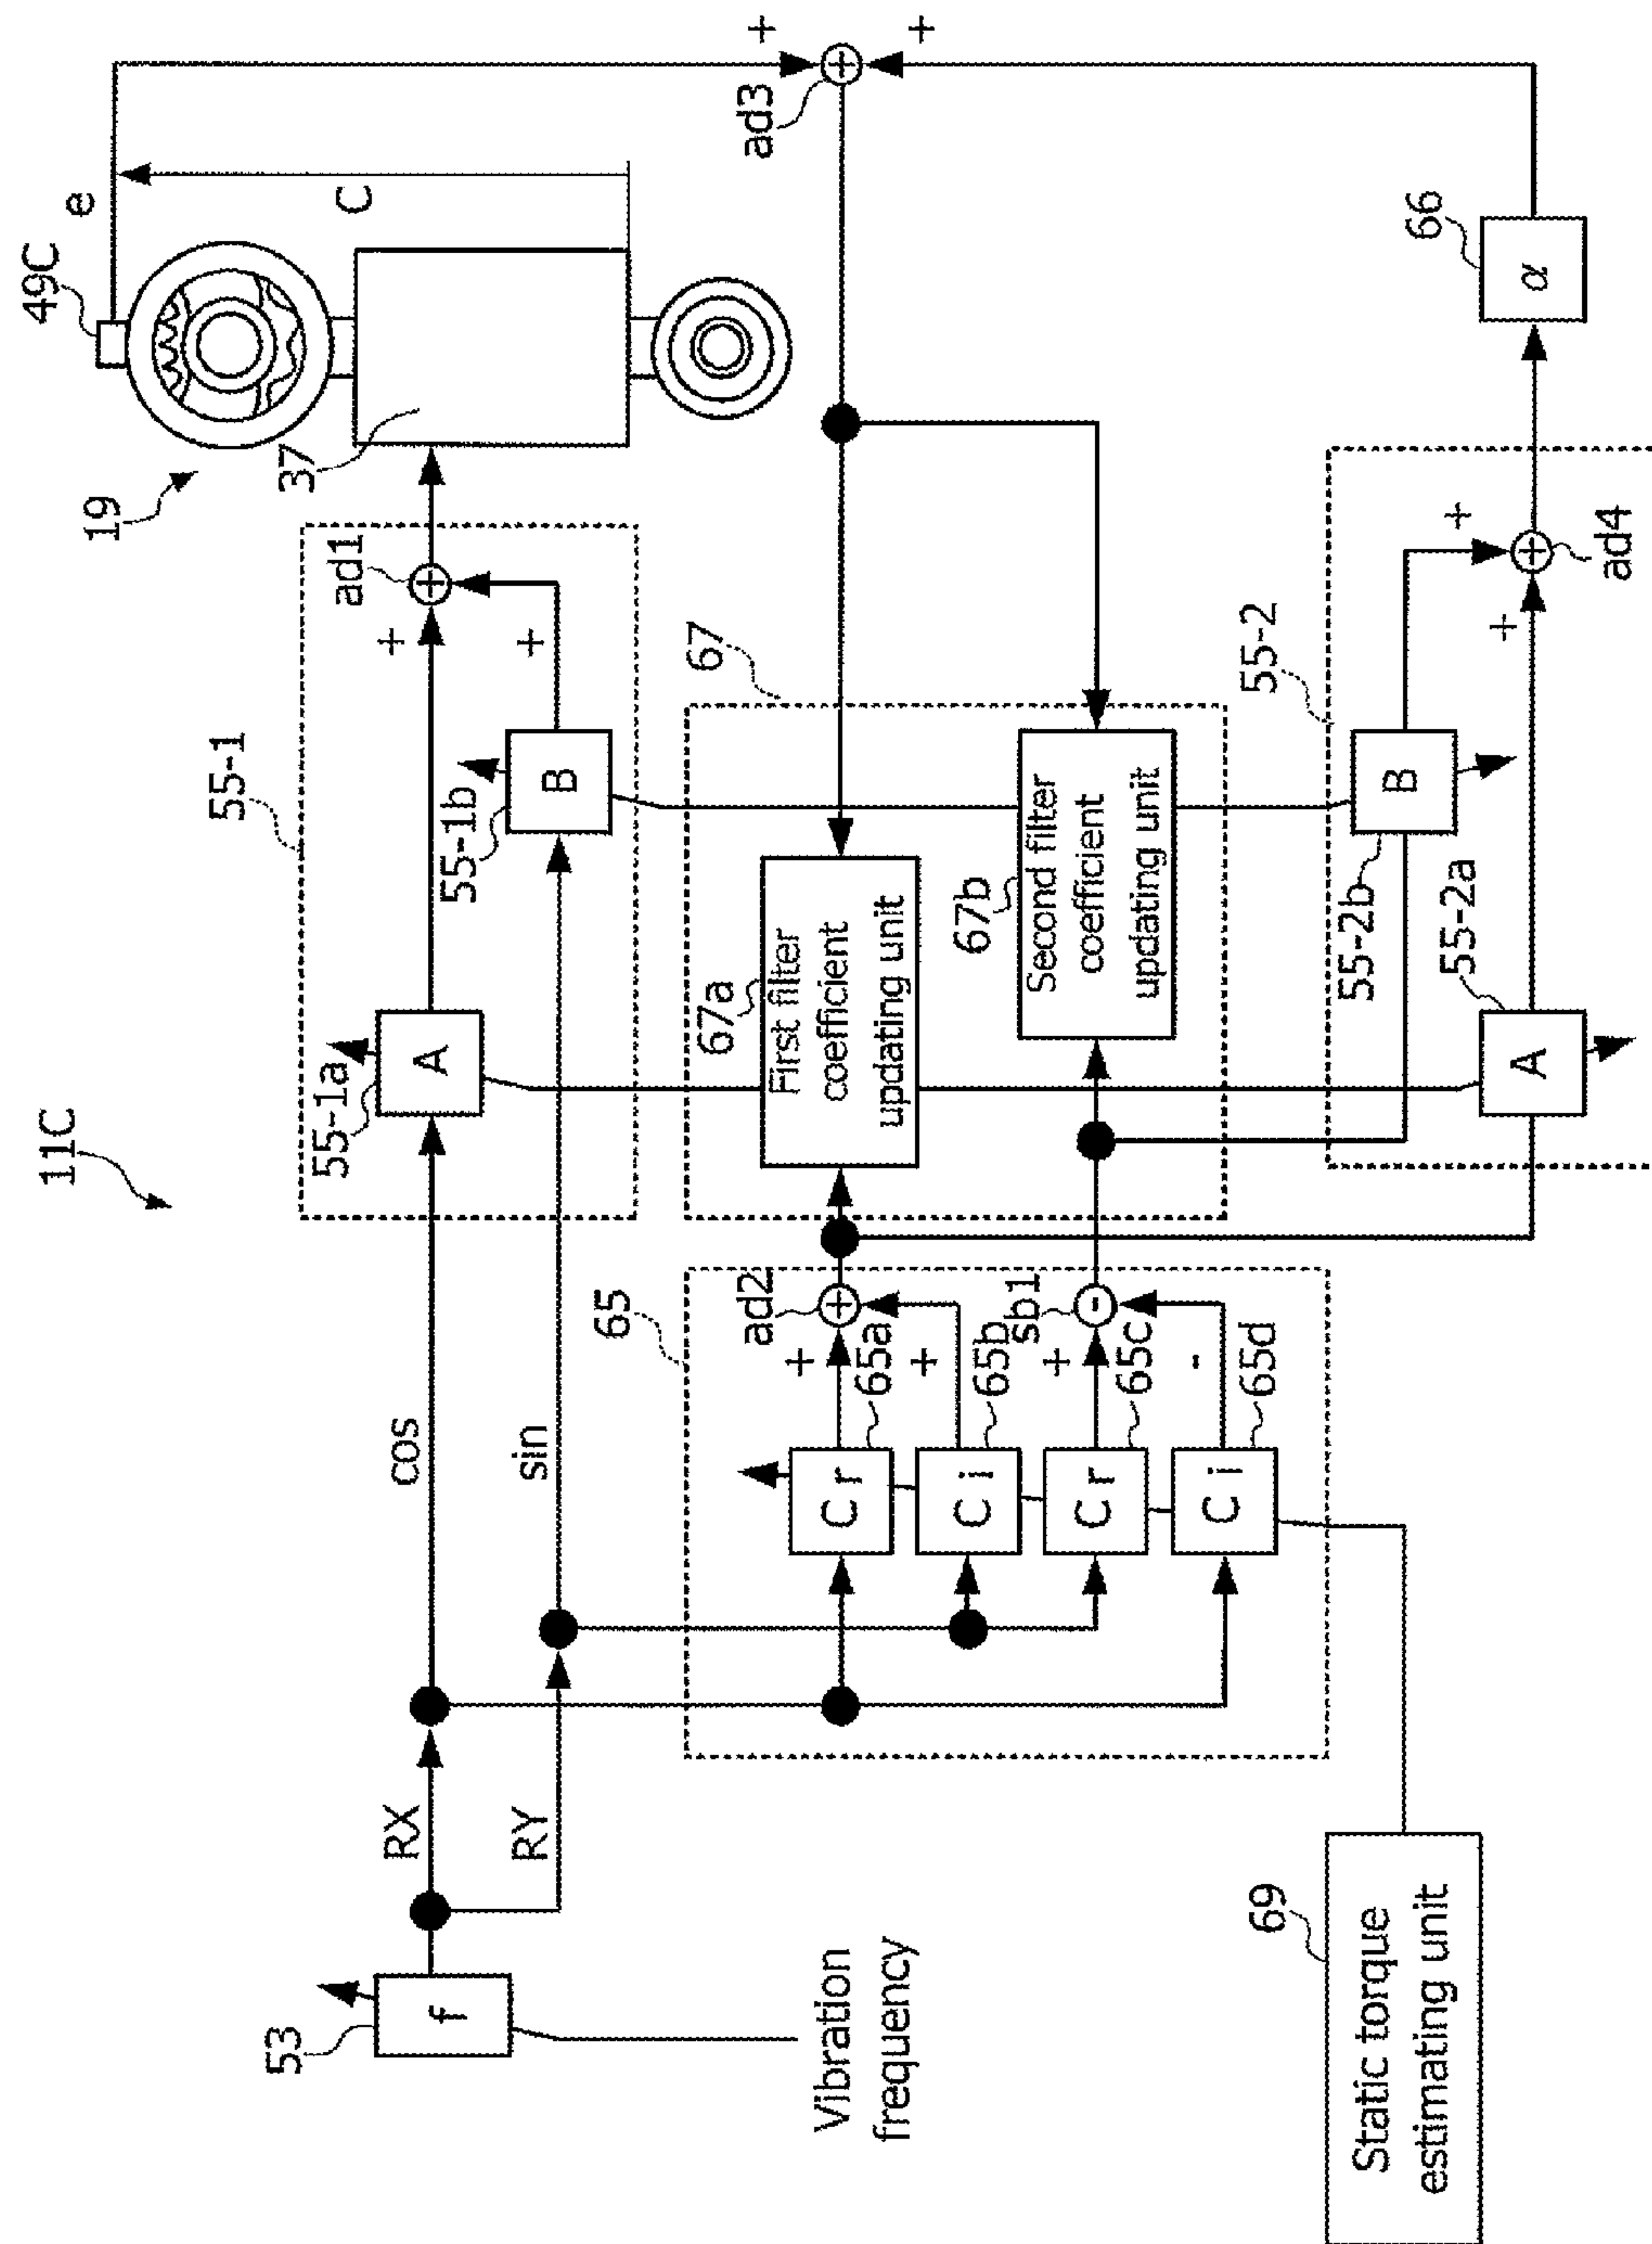 11C
53
f
Vibration
frequency
RX
RY
cos
sin
55-1
55-1a
A
55-1b
B
ad1
+
+
+
19
37
49C
e
C
65
ad2
+
+
+
65a
C r
65b
C i
+
sb1
-
65c
C r
-
65d
C i
67
67a
First filter
coefficient
updating unit
67b
Second filter
coefficient
updating unit
ad3
+
+
+
55-2
55-2b
B
55-2a
A
+
+
+
ad4
66
α
69
Static torque
estimating unit